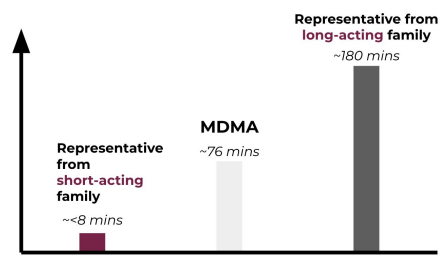 Representative
from
short-acting
family
~<8 mins
MDMA
~76 mins
Representative from
long-acting family
~180 mins